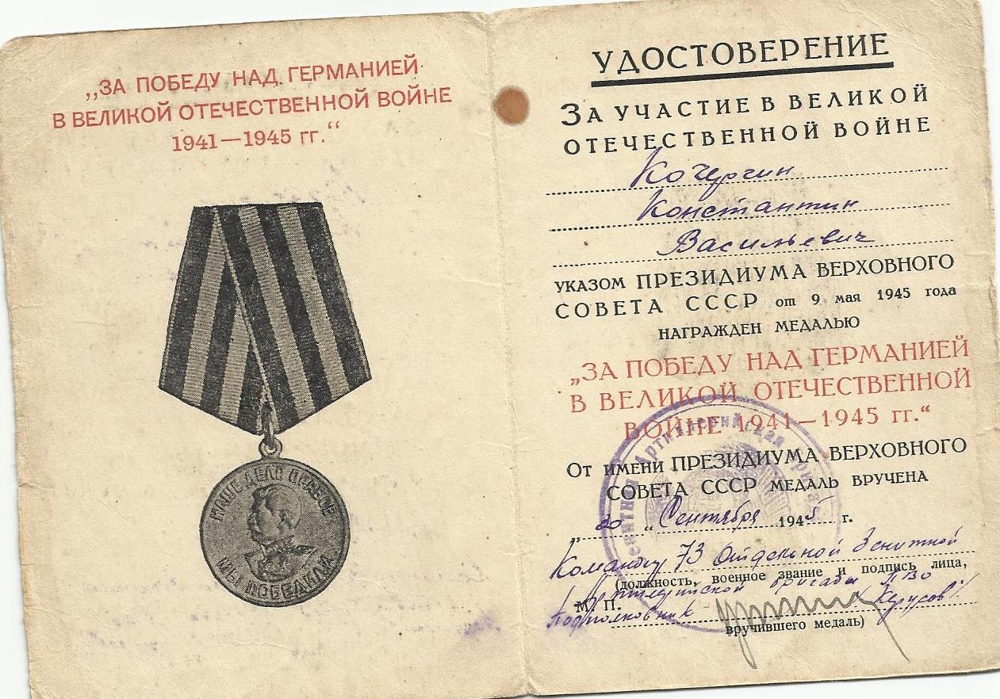 „ЗА ПОБЕДУ НАД ГЕРМАНИЕЙ
В ВЕЛИКОЙ ОТЕЧЕСТВЕННОЙ ВОЙНЕ
1941—1945 гг.“
НАШЕ ДЕЛО ПРАВОЕ
МЫ ПОБЕДИЛИ
УДОСТОВЕРЕНИЕ
ЗА УЧАСТИЕ В ВЕЛИКОЙ
ОТЕЧЕСТВЕННОЙ ВОЙНЕ
Кочергин
Константин
Васильевич
УКАЗОМ ПРЕЗИДИУМА ВЕРХОВНОГО
СОВЕТА СССР от 9 мая 1945 года
НАГРАЖДЕН МЕДАЛЬЮ
„ЗА ПОБЕДУ НАД ГЕРМАНИЕЙ
В ВЕЛИКОЙ ОТЕЧЕСТВЕННОЙ
ВОЙНЕ 1941—1945 гг.“
ОТ ИМЕНИ ПРЕЗИДИУМА ВЕРХОВНОГО
СОВЕТА СССР МЕДАЛЬ ВРУЧЕНА
„20„ Сентября 1945 г.
73 Отдельной Зенитной
(должность, военное звание и подпись лица,
Артиллерийской бригады ПВО
М. П.
Подполковник
вручившего медаль)
Артиллерийская